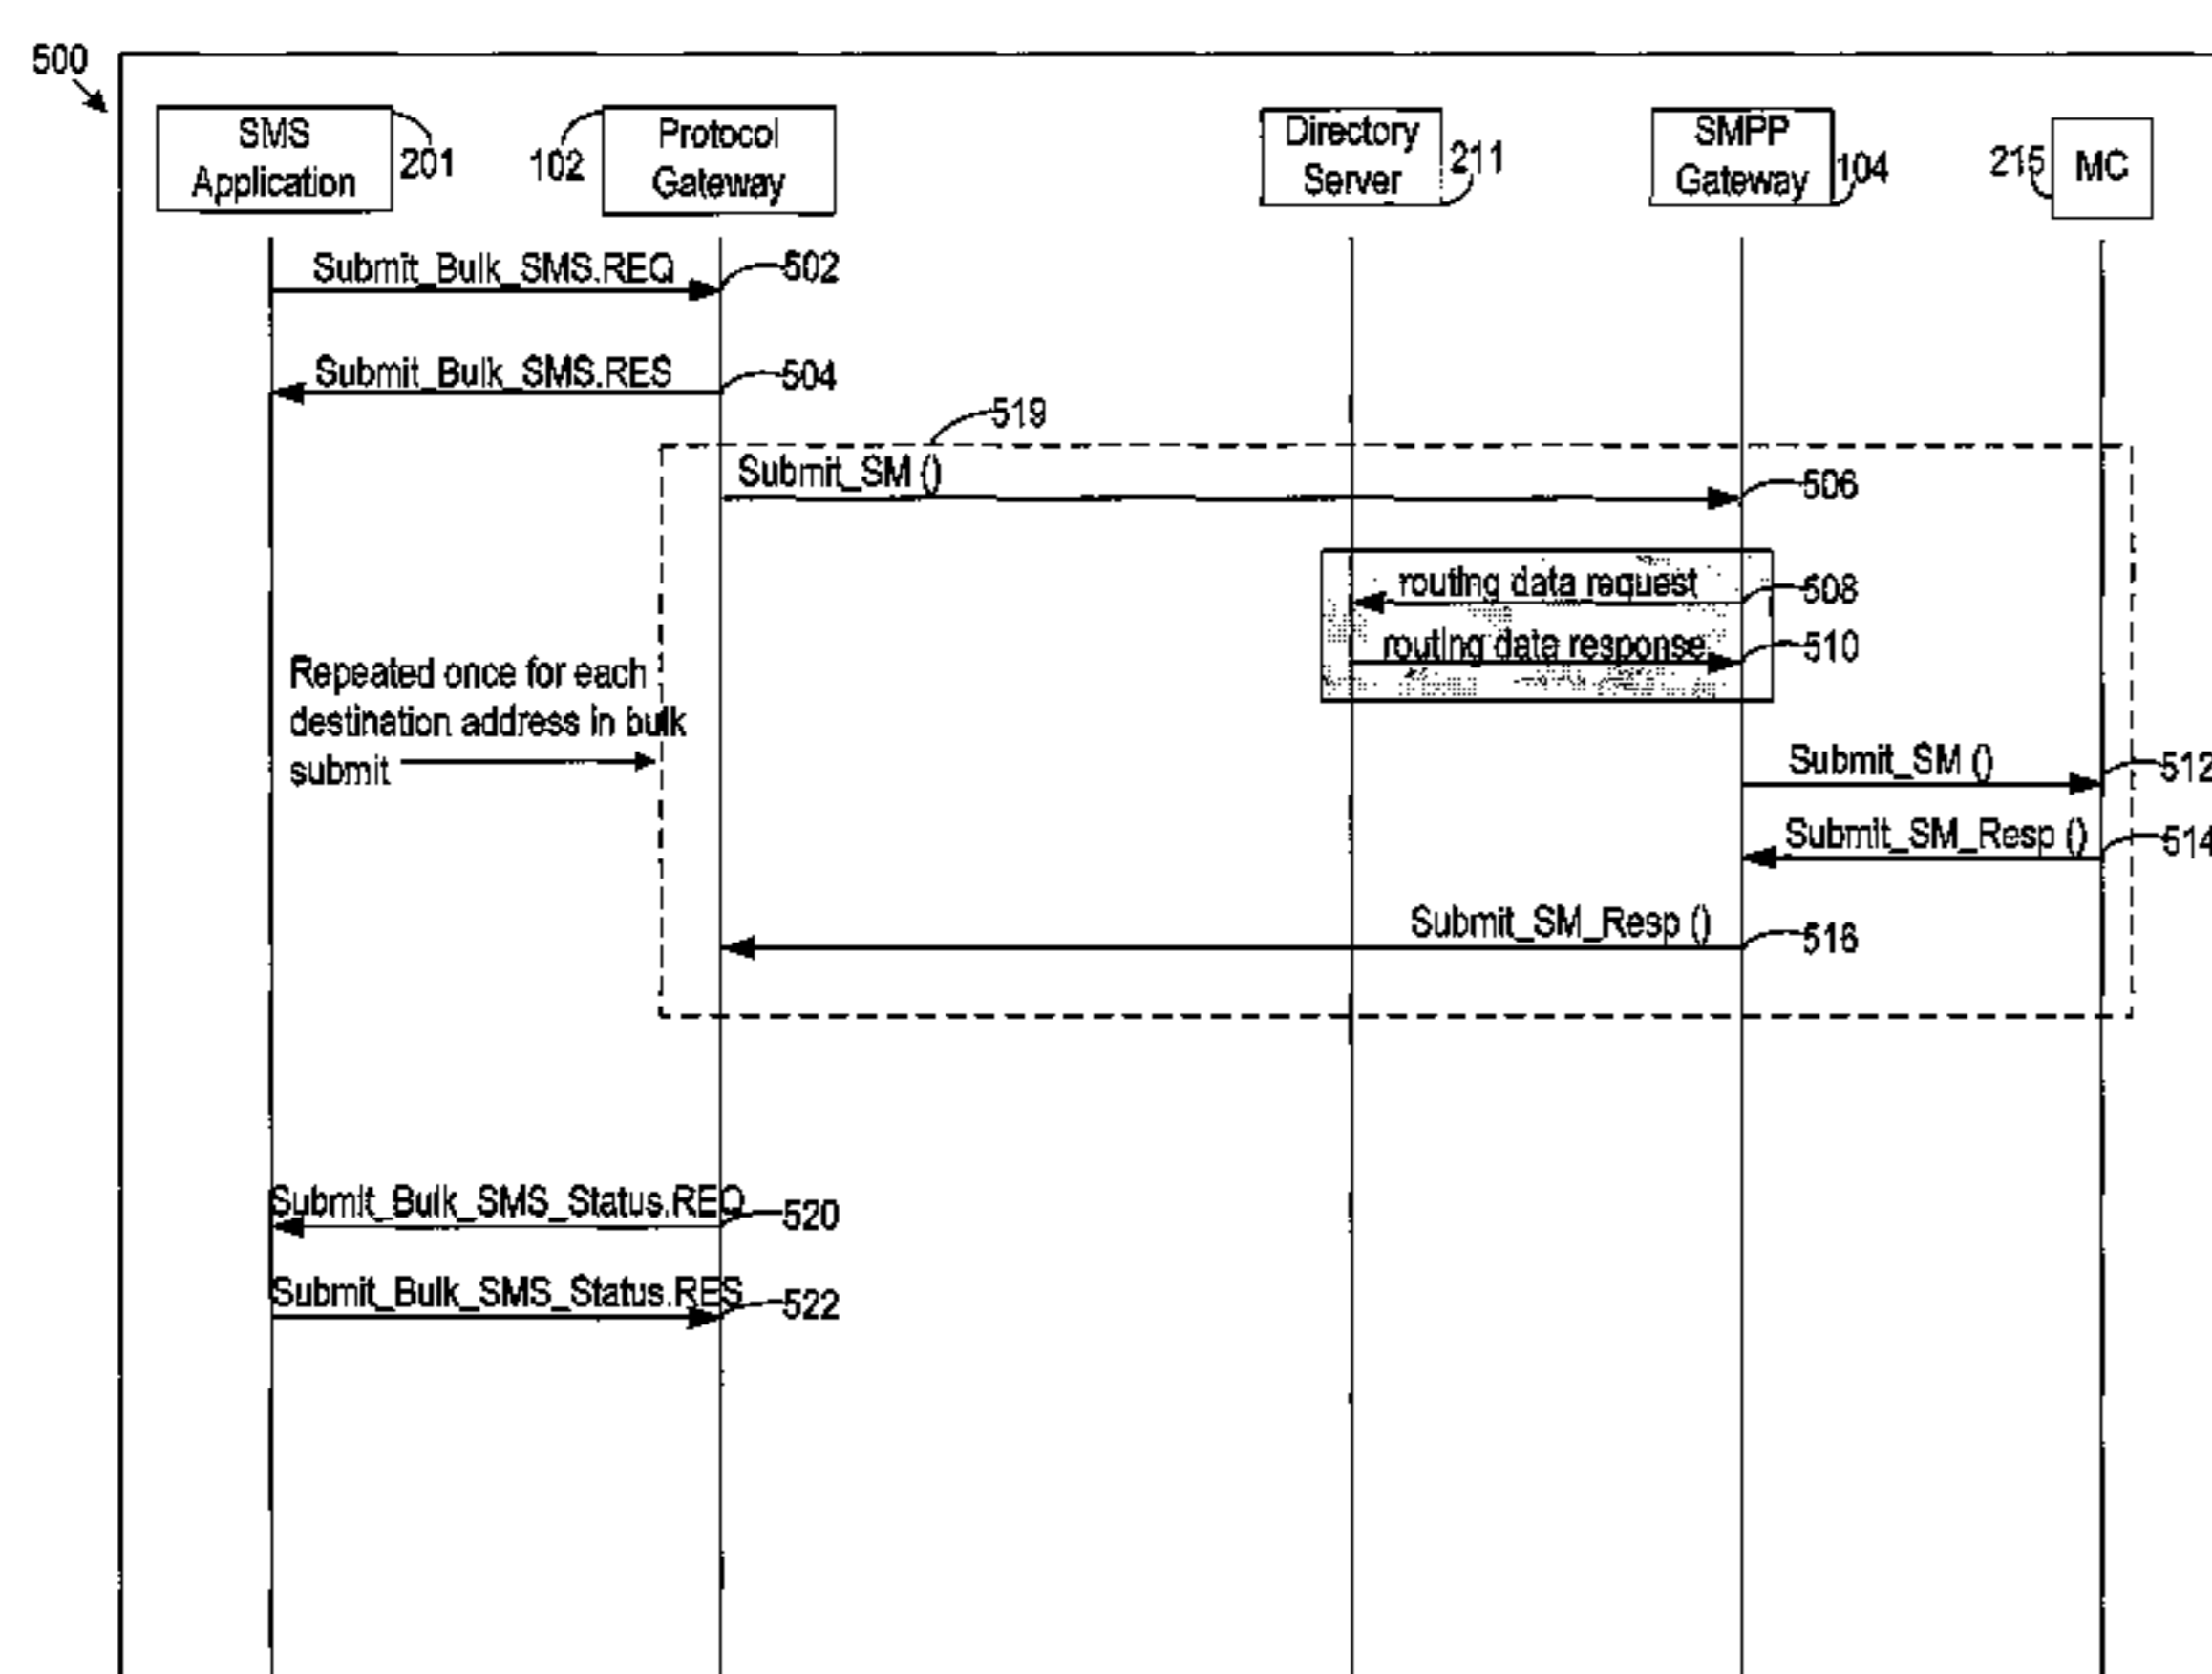 500
SMS
Application
201
102
Protocol
Gateway
Directory
Server
211
SMPP
Gateway
104
215
MC
Submit_Bulk_SMS.REQ
502
Submit_Bulk_SMS.RES
504
519
Submit_SM ()
506
routing data request
508
routing data response
510
Repeated once for each
destination address in bulk
submit
Submit_SM ()
512
Submit_SM_Resp ()
514
Submit_SM_Resp ()
516
Submit_Bulk_SMS_Status.REQ
520
Submit_Bulk_SMS_Status.RES
522